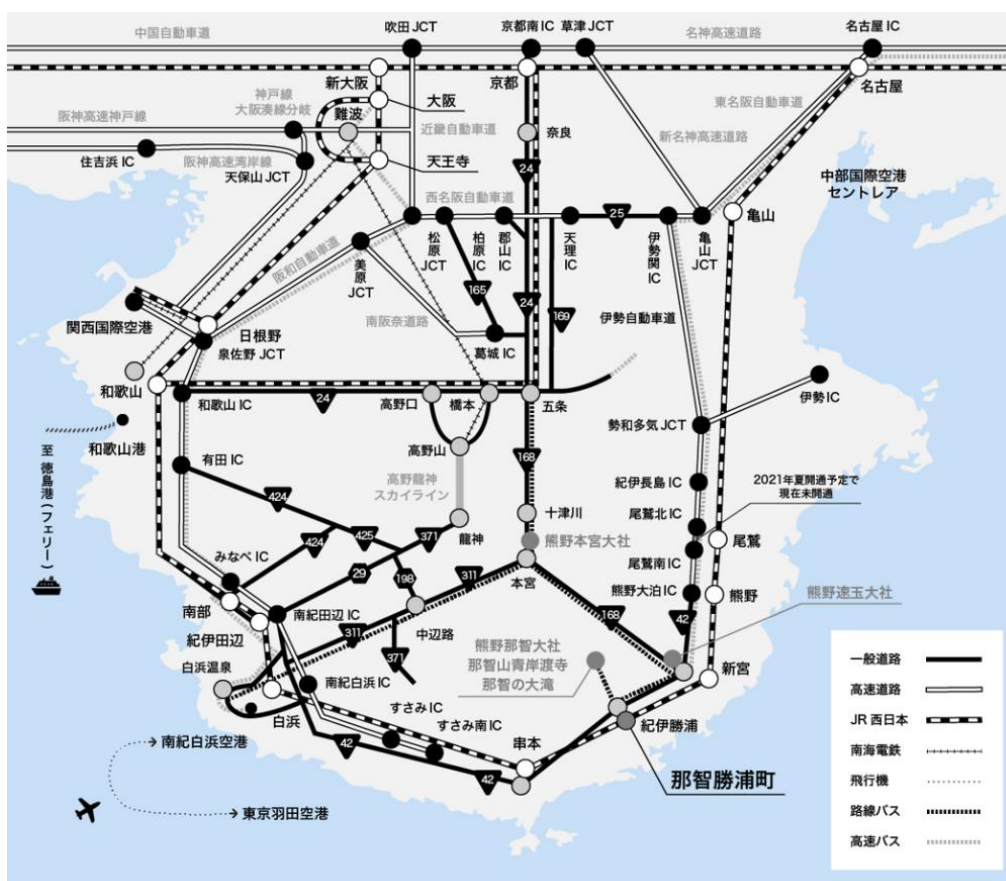 中国自動車道
吹田 JCT
京都南 IC
草津 JCT
名神高速道路
名古屋 IC
新大阪
京都
名古屋
神戸線
大阪湊線分岐
大阪
難波
東名阪自動車道
阪神高速神戸線
近畿自動車道
奈良
新名神高速道路
住吉浜 IC
阪神高速湾岸線
天保山 JCT
天王寺
24
中部国際空港
セントレア
西名阪自動車道
25
亀山
阪和自動車道
美原 JCT
松原 JCT
柏原 IC
郡山 IC
天理 IC
伊勢関 IC
亀山 JCT
165
24
169
関西国際空港
日根野
南阪奈道路
伊勢自動車道
泉佐野 JCT
葛城 IC
和歌山
和歌山 IC
24
高野口
橋本
五条
伊勢 IC
和歌山港
高野山
勢和多気 JCT
至 徳島港(フェリー)
有田 IC
168
高野龍神
スカイライン
紀伊長島 IC
2021年夏開通予定で
現在未開通
424
十津川
尾鷲北 IC
425
371
龍神
424
熊野本宮大社
尾鷲南 IC
尾鷲
みなべ IC
29
198
311
本宮
熊野大泊 IC
熊野
熊野速玉大社
南部
南紀田辺 IC
中辺路
168
42
紀伊田辺
311
371
熊野那智大社
那智山青岸渡寺
那智の大滝
白浜温泉
南紀白浜 IC
新宮
白浜
すさみ IC
すさみ南 IC
紀伊勝浦
42
串本
42
那智勝浦町
南紀白浜空港
東京羽田空港
一般道路
高速道路
JR 西日本
南海電鉄
飛行機
路線バス
高速バス